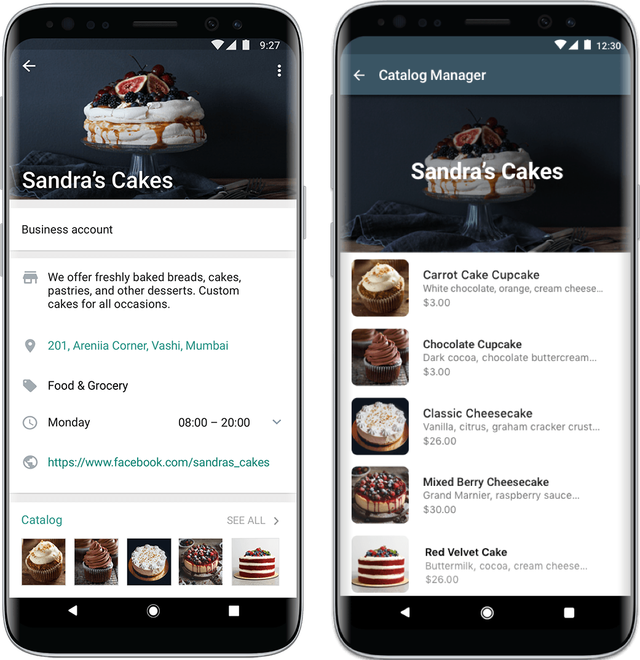 9:27
Sandra's Cakes
Business account
We offer freshly baked breads, cakes,
pastries, and other desserts. Custom
cakes for all occasions.
201, Areniia Corner, Vashi, Mumbai
Food & Grocery
Monday 08:00 – 20:00
https://www.facebook.com/sandras_cakes
Catalog SEE ALL
12:30
Catalog Manager
Sandra's Cakes
Carrot Cake Cupcake
White chocolate, orange, cream cheese...
$3.00
Chocolate Cupcake
Dark cocoa, chocolate buttercream...
$3.00
Classic Cheesecake
Vanilla, citrus, graham cracker crust...
$26.00
Mixed Berry Cheesecake
Grand Marnier, raspberry sauce...
$30.00
Red Velvet Cake
Buttermilk, cocoa, cream cheese...
$26.00